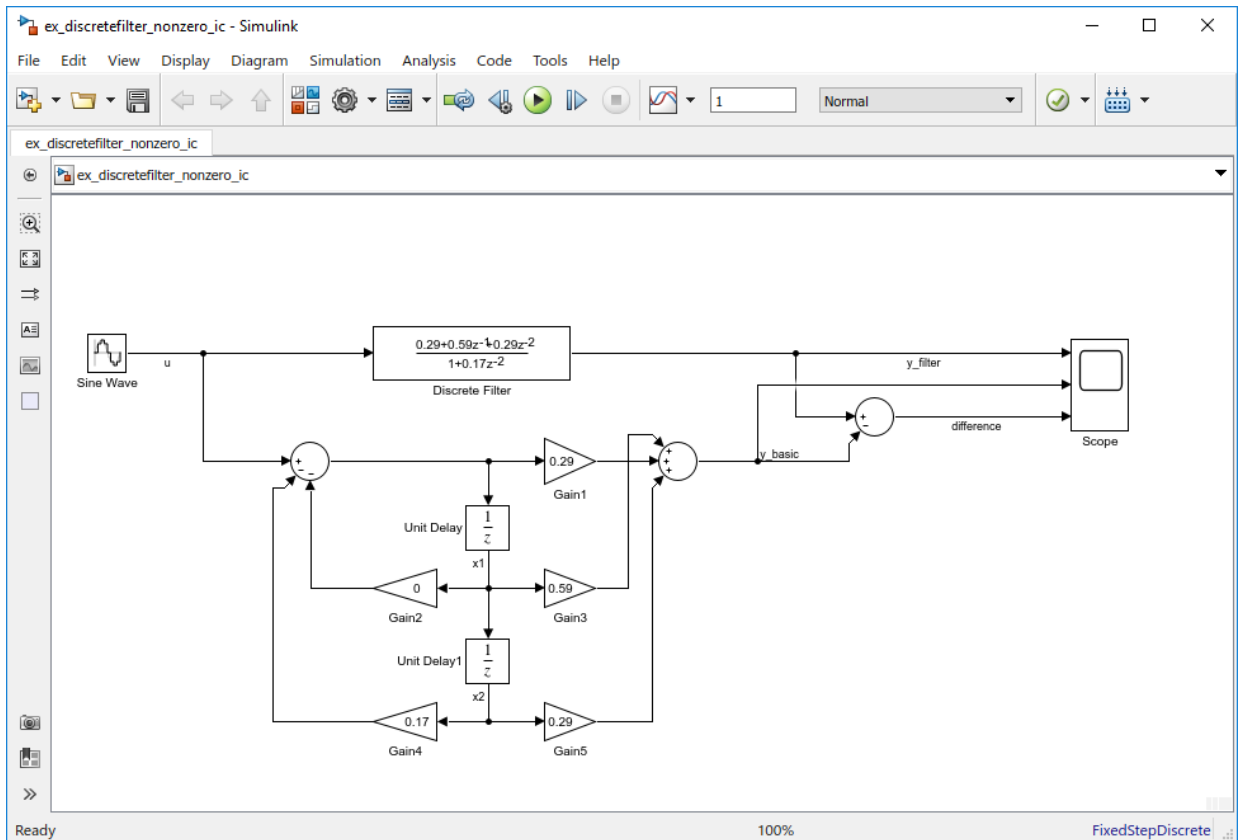 ex_discretefilter_nonzero_ic - Simulink
File Edit View Display Diagram Simulation Analysis Code Tools Help
1 Normal
ex_discretefilter_nonzero_ic
ex_discretefilter_nonzero_ic
0.29+0.59z-1+0.29z-2
1+0.17z-2
u
y_filter
Sine Wave
Discrete Filter
+
-
difference
Scope
+
- -
0.29
+
+
+
y_basic
Gain1
Unit Delay
1
z
x1
0
0.59
Gain2
Gain3
Unit Delay1
1
z
x2
0.17
0.29
Gain4
Gain5
Ready 100% FixedStepDiscrete